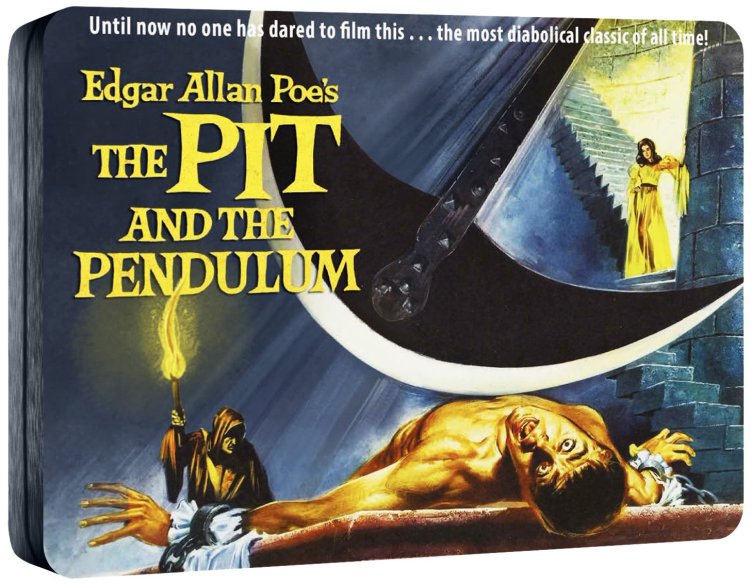 Until now no one has dared to film this . . . the most diabolical classic of all time!
Edgar Allan Poe's
THE PIT
AND THE
PENDULUM